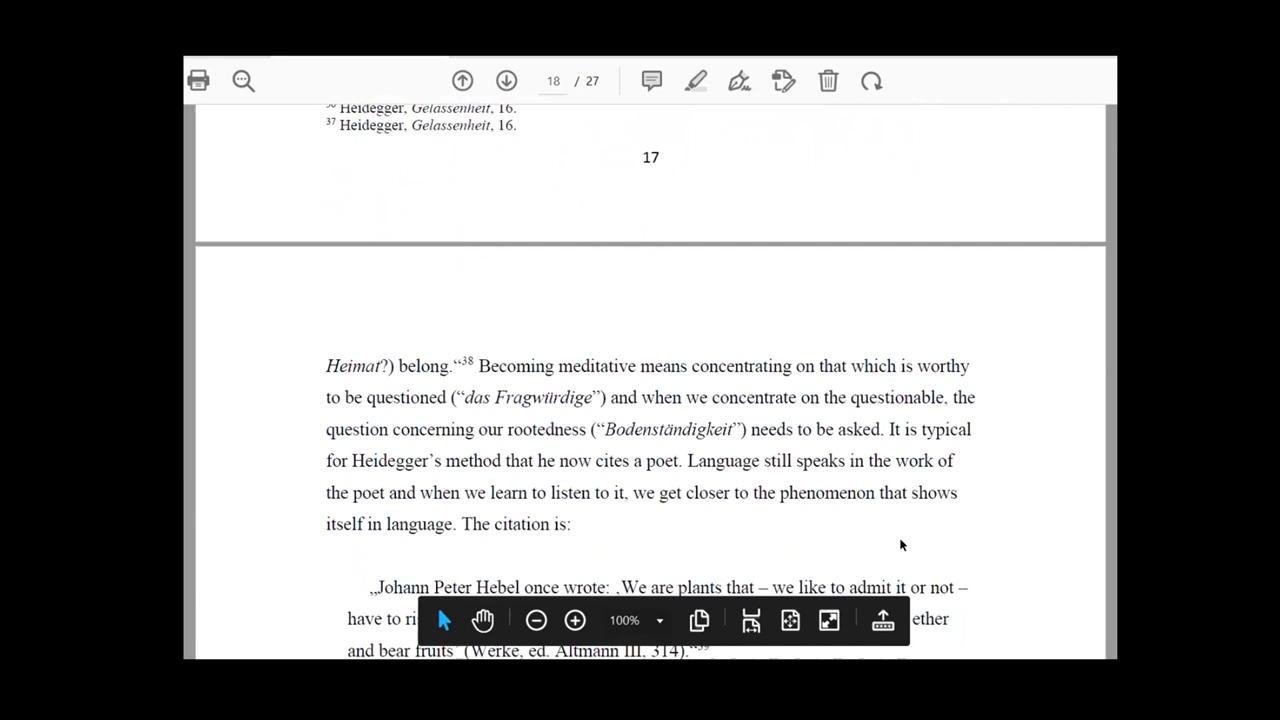 18 / 27
Heidegger, Gelassenheit, 16.
37 Heidegger, Gelassenheit, 16.
17
Heimat?) belong.“38 Becoming meditative means concentrating on that which is worthy
to be questioned (“das Fragwürdige”) and when we concentrate on the questionable, the
question concerning our rootedness (“Bodenständigkeit”) needs to be asked. It is typical
for Heidegger’s method that he now cites a poet. Language still speaks in the work of
the poet and when we learn to listen to it, we get closer to the phenomenon that shows
itself in language. The citation is:
„Johann Peter Hebel once wrote: ‚We are plants that – we like to admit it or not –
have to ether
and bear fruits‘ (Werke, ed. Altmann III, 314).“39
100%